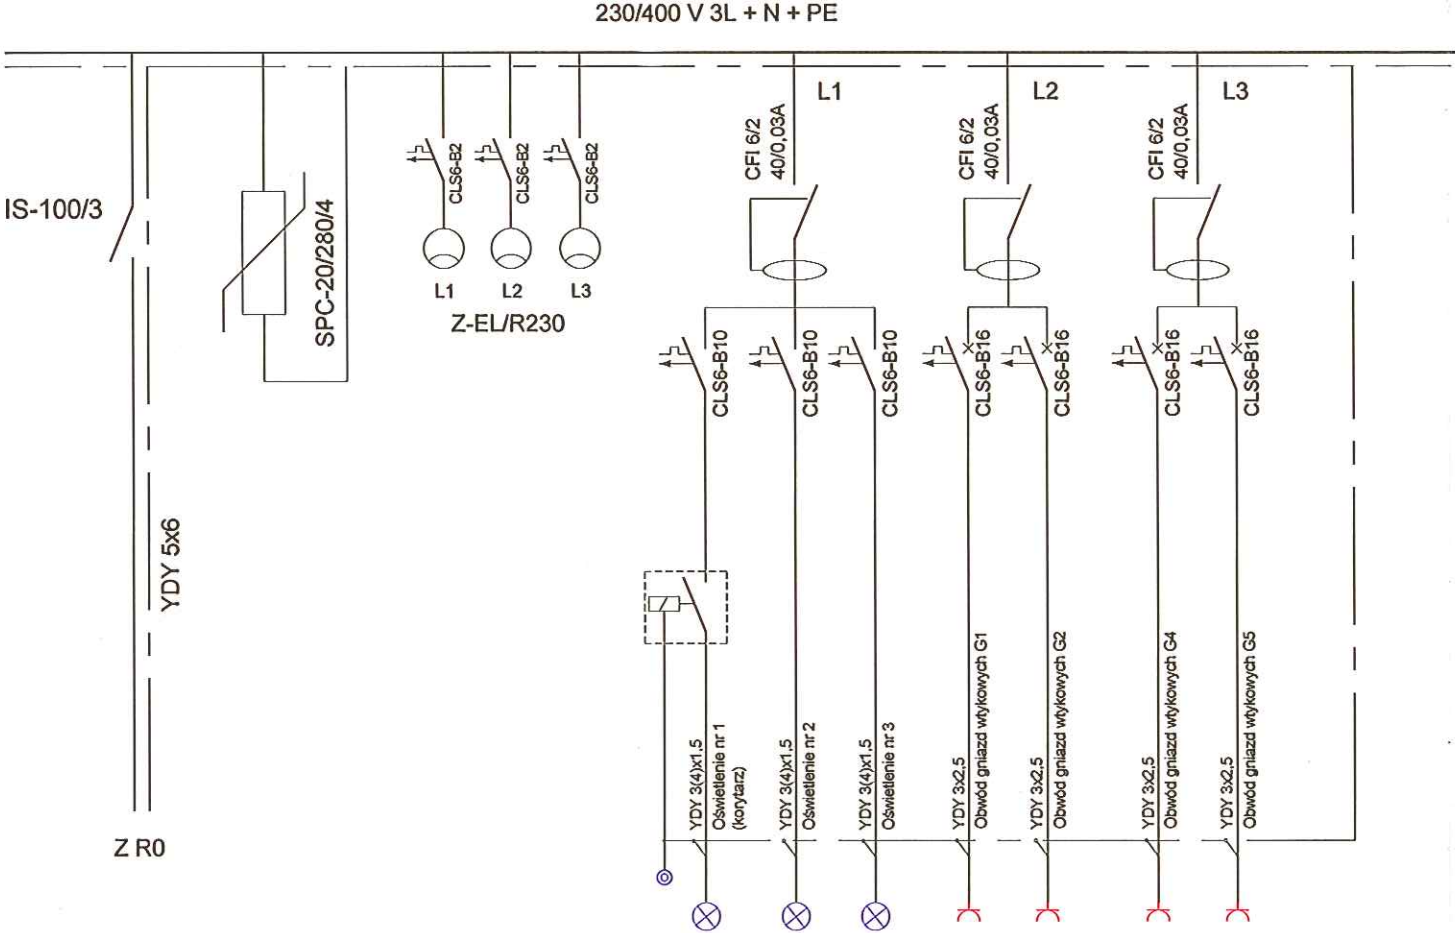 230/400 V 3L + N + PE
IS-100/3
YDY 5x6
Z R0
SPC-20/280/4
CLS6-B2
CLS6-B2
CLS6-B2
L1
L2
L3
Z-EL/R230
L1
CFI 6/2
40/0,03A
L2
CFI 6/2
40/0,03A
L3
CFI 6/2
40/0,03A
CLS6-B10
CLS6-B10
CLS6-B10
CLS6-B16
CLS6-B16
CLS6-B16
CLS6-B16
YDY 3(4)x1,5
Oświetlenie nr 1
(korytarz)
YDY 3(4)x1,5
Oświetlenie nr 2
YDY 3(4)x1,5
Oświetlenie nr 3
YDY 3x2,5
Obwód gniazd wtykowych G1
YDY 3x2,5
Obwód gniazd wtykowych G2
YDY 3x2,5
Obwód gniazd wtykowych G4
YDY 3x2,5
Obwód gniazd wtykowych G5